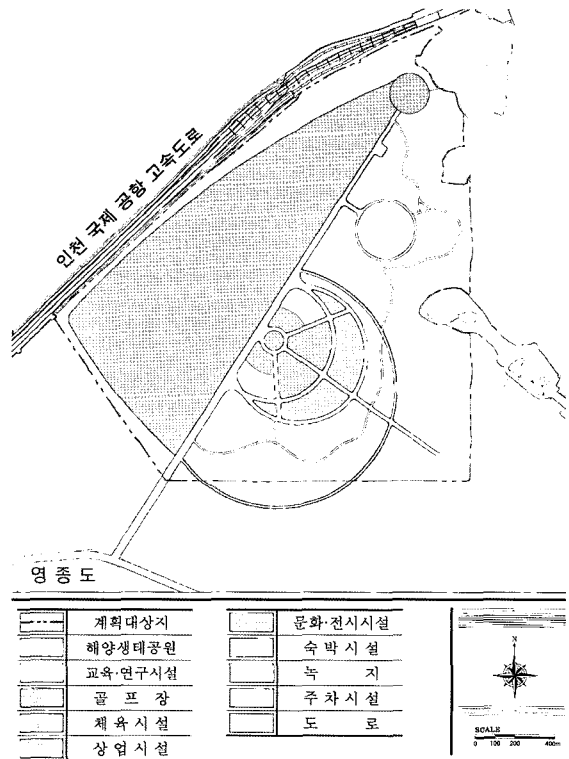 인천 국제 공항 고속도로
영 종 도
계획대상지
해양생태공원
교육·연구시설
골 프 장
체 육 시 설
상 업 시 설
문화·전시시설
숙 박 시 설
녹 지
주 차 시 설
도 로
N
SCALE
0 100 200 400m